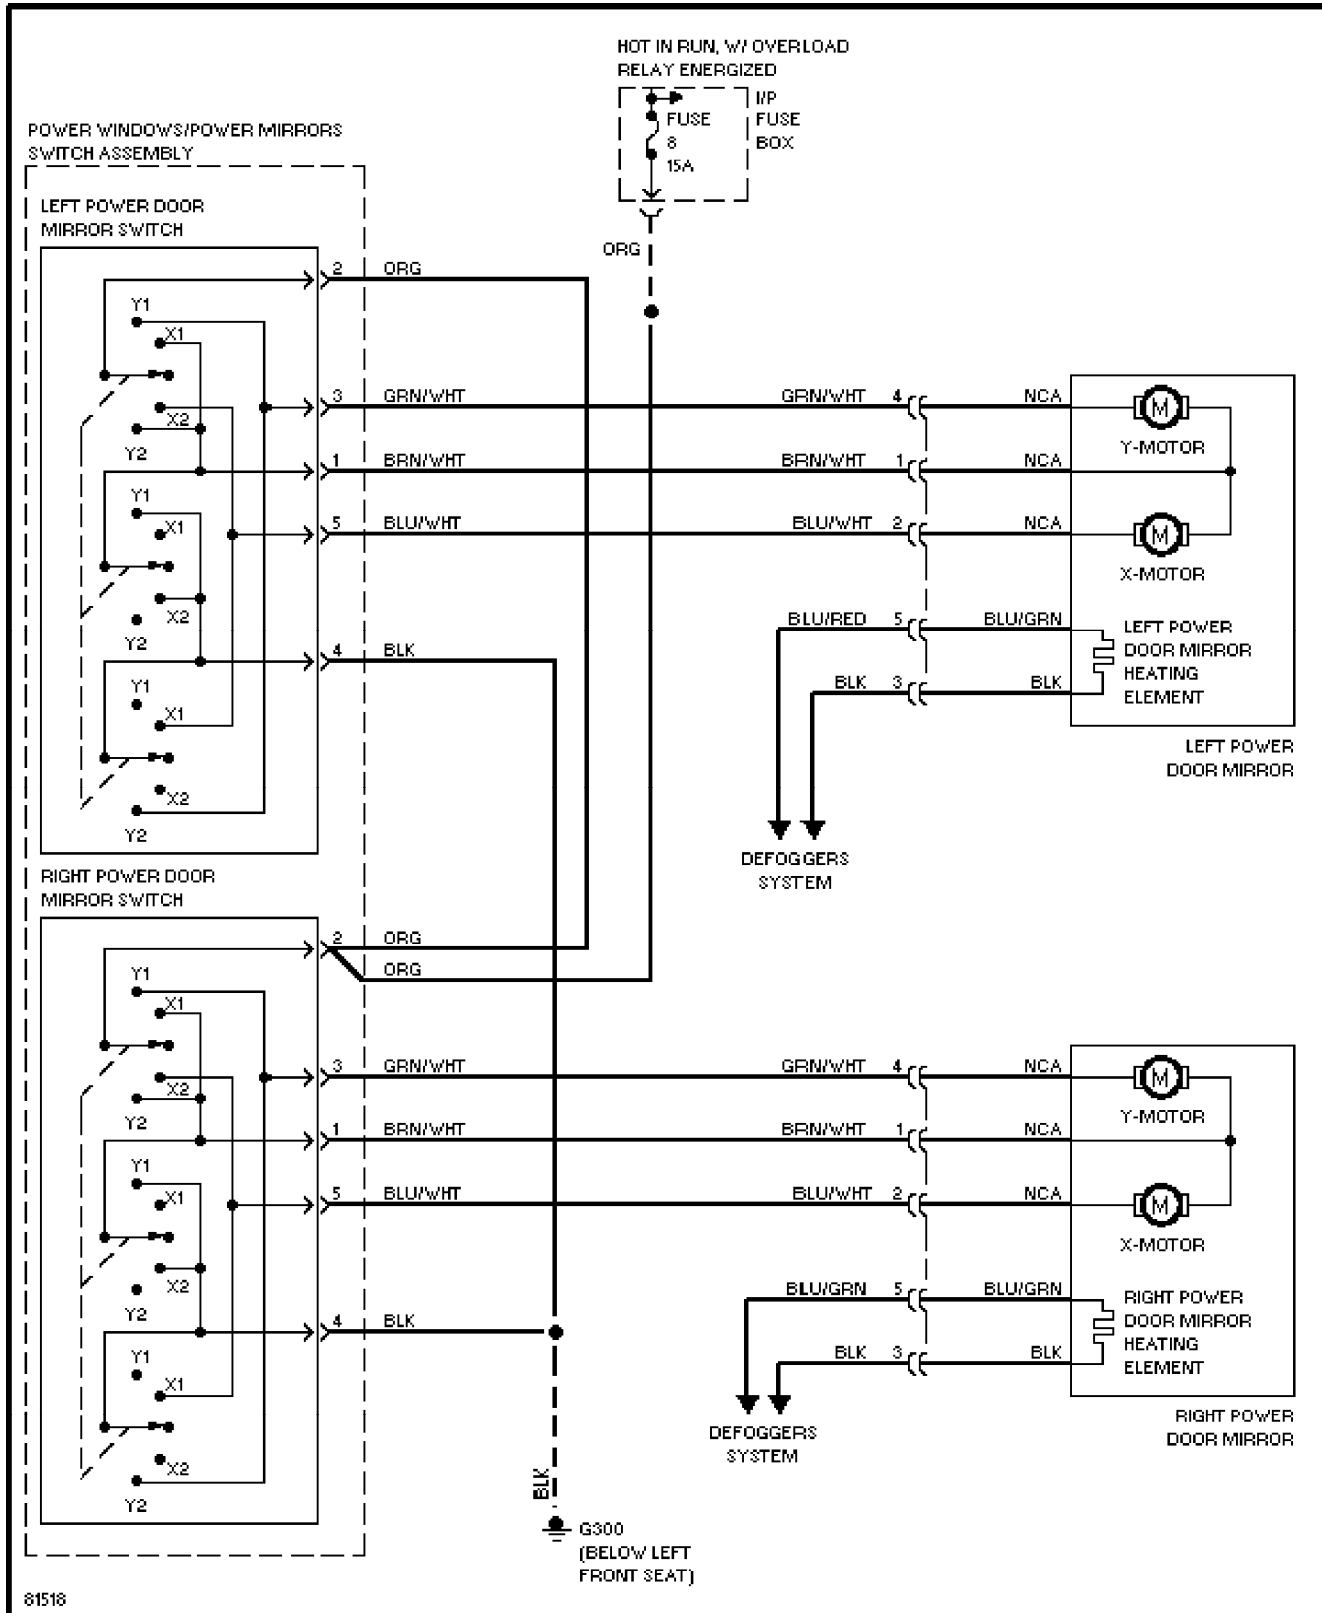 HOT IN RUN, W/ OVERLOAD
RELAY ENERGIZED
I/P
FUSE
BOX
FUSE
8
15A
ORG
POWER WINDOWS/POWER MIRRORS
SWITCH ASSEMBLY
LEFT POWER DOOR
MIRROR SWITCH
2 ORG
Y1
X1
X2
Y2
3 GRN/WHT GRN/WHT 4 NCA
1 BRN/WHT BRN/WHT 1 NCA
Y1
X1
X2
Y2
5 BLU/WHT BLU/WHT 2 NCA
M
Y-MOTOR
M
X-MOTOR
BLU/RED 5 BLU/GRN
BLK 3 BLK
LEFT POWER
DOOR MIRROR
HEATING
ELEMENT
4 BLK
Y1
X1
X2
Y2
LEFT POWER
DOOR MIRROR
DEFOGGERS
SYSTEM
RIGHT POWER DOOR
MIRROR SWITCH
2 ORG
ORG
Y1
X1
X2
Y2
3 GRN/WHT GRN/WHT 4 NCA
1 BRN/WHT BRN/WHT 1 NCA
Y1
X1
X2
Y2
5 BLU/WHT BLU/WHT 2 NCA
M
Y-MOTOR
M
X-MOTOR
BLU/GRN 5 BLU/GRN
BLK 3 BLK
RIGHT POWER
DOOR MIRROR
HEATING
ELEMENT
4 BLK
Y1
X1
X2
Y2
RIGHT POWER
DOOR MIRROR
DEFOGGERS
SYSTEM
BLK
G300
(BELOW LEFT
FRONT SEAT)
81518